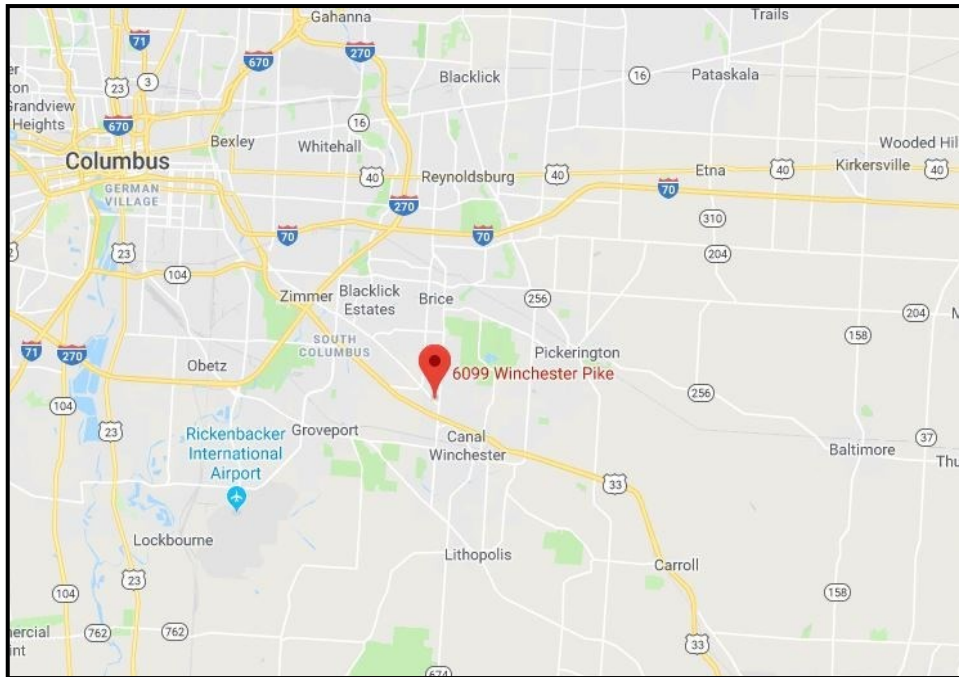 Gahanna
Trails
71
270
670
Blacklick
Pataskala
16
23
3
Grandview
Heights
16
670
Bexley
Whitehall
Wooded Hil
Columbus
40
Reynoldsburg
40
Etna
40
Kirkersville
40
GERMAN
VILLAGE
270
70
310
70
70
23
204
104
Zimmer
Blacklick
Estates
Brice
256
204
158
SOUTH
COLUMBUS
71
270
Obetz
Pickerington
6099 Winchester Pike
104
256
23
Rickenbacker
International
Airport
Groveport
Canal
Winchester
37
Baltimore
Thu
33
Lockbourne
Lithopolis
Carroll
23
104
158
762
762
33
674